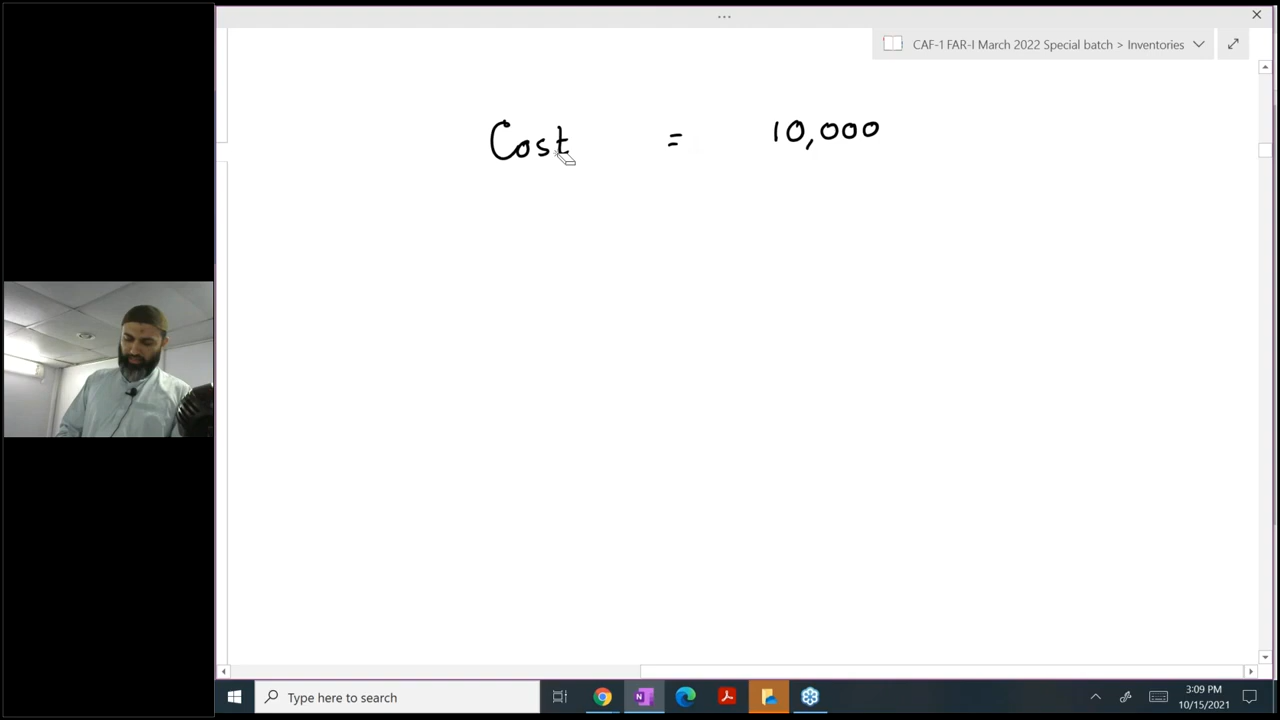 CAF-1 FAR-I March 2022 Special batch > Inventories
Cost = 10,000
Type here to search
3:09 PM
10/15/2021